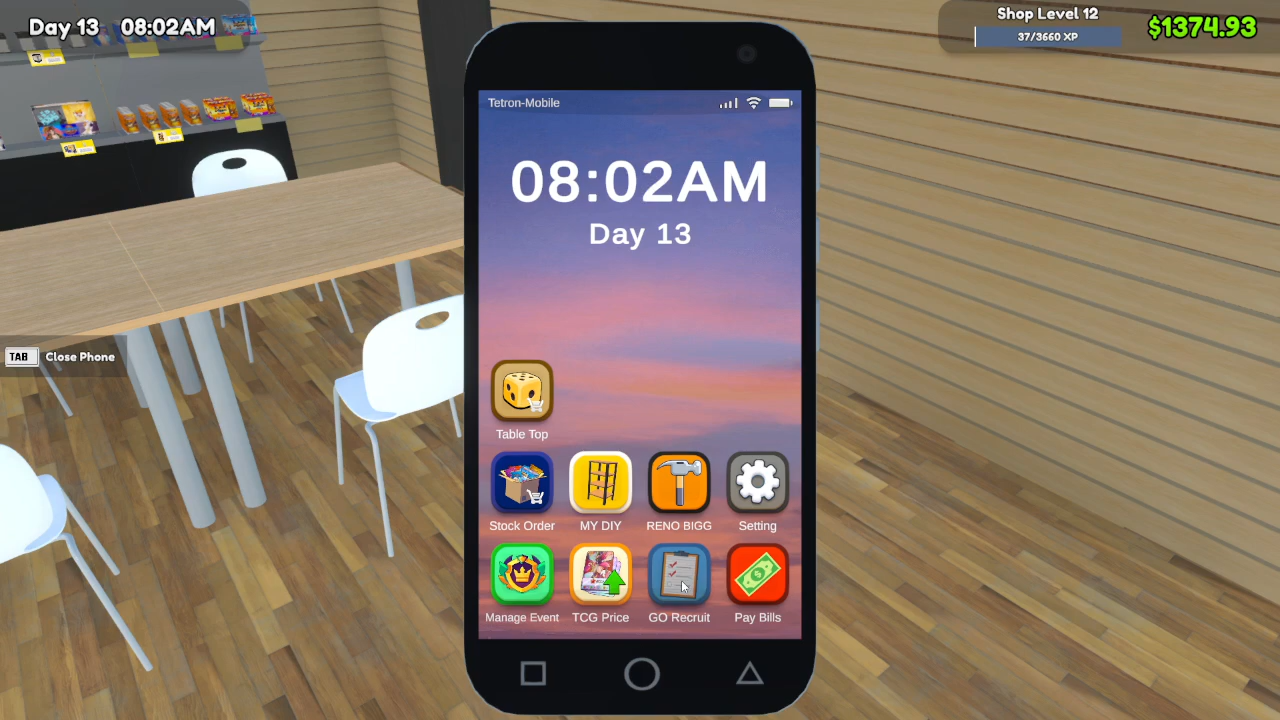 Day 13 08:02AM
Shop Level 12
37/3660 XP
$1374.93
Tetron-Mobile
08:02AM
Day 13
TAB Close Phone
Table Top
Stock Order MY DIY RENO BIGG Setting
Manage Event TCG Price GO Recruit Pay Bills